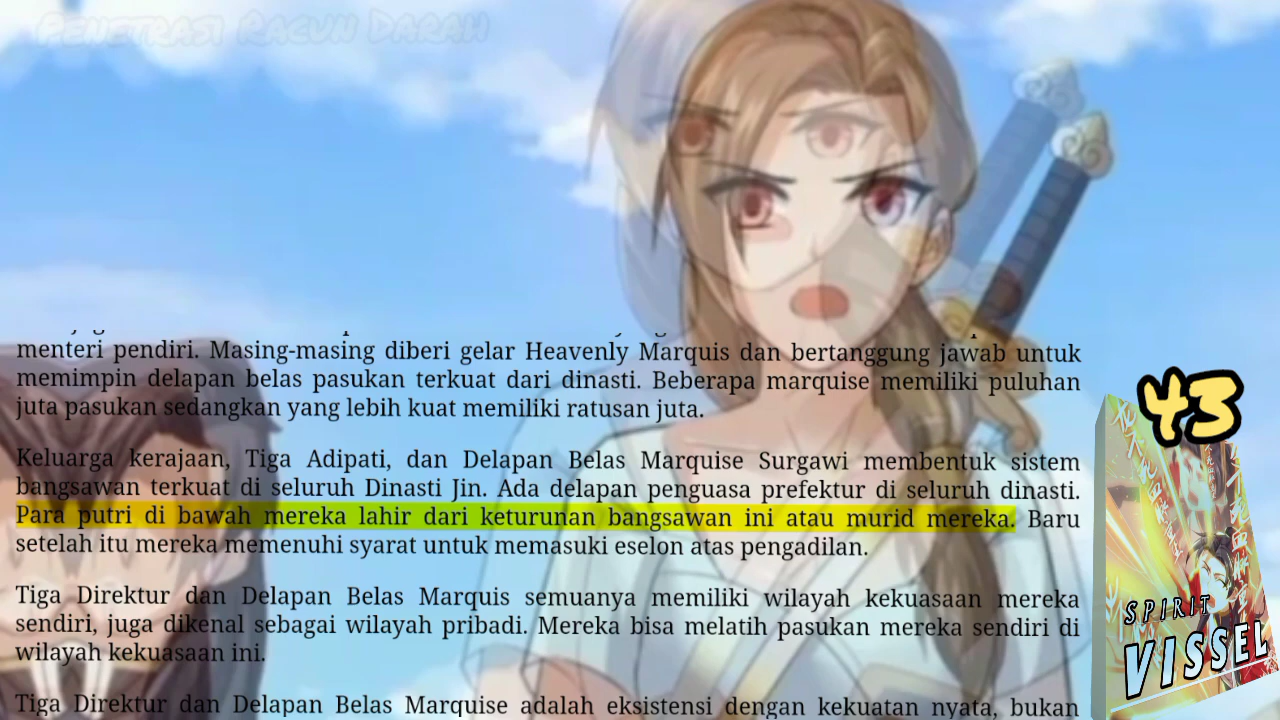 PENETRASI RACUN DARAH
menteri pendiri. Masing-masing diberi gelar Heavenly Marquis dan bertanggung jawab untuk
memimpin delapan belas pasukan terkuat dari dinasti. Beberapa marquise memiliki puluhan
juta pasukan sedangkan yang lebih kuat memiliki ratusan juta.
Keluarga kerajaan, Tiga Adipati, dan Delapan Belas Marquise Surgawi membentuk sistem
bangsawan terkuat di seluruh Dinasti Jin. Ada delapan penguasa prefektur di seluruh dinasti.
Para putri di bawah mereka lahir dari keturunan bangsawan ini atau murid mereka. Baru
setelah itu mereka memenuhi syarat untuk memasuki eselon atas pengadilan.
Tiga Direktur dan Delapan Belas Marquis semuanya memiliki wilayah kekuasaan mereka
sendiri, juga dikenal sebagai wilayah pribadi. Mereka bisa melatih pasukan mereka sendiri di
wilayah kekuasaan ini.
Tiga Direktur dan Delapan Belas Marquise adalah eksistensi dengan kekuatan nyata, bukan
43
SPIRIT
VISSEL